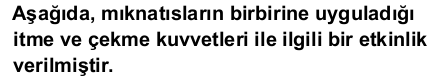 Aşağıda, mıknatısların birbirine uyguladığı
itme ve çekme kuvvetleri ile ilgili bir etkinlik
verilmiştir.